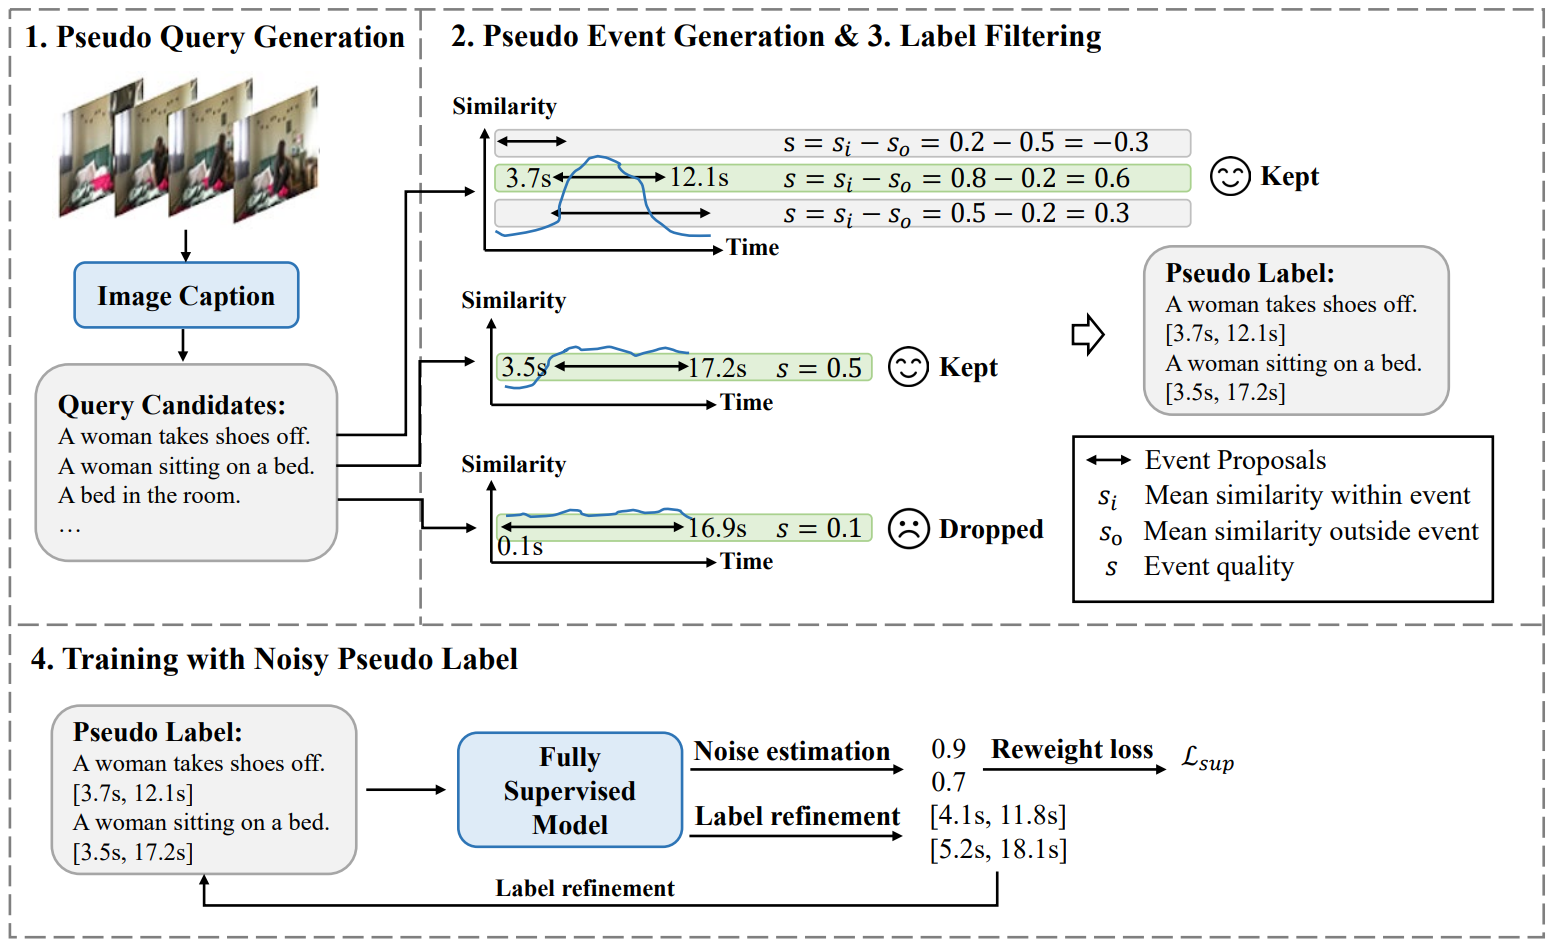 1. Pseudo Query Generation
Image Caption
Query Candidates:
A woman takes shoes off.
A woman sitting on a bed.
A bed in the room.
...
2. Pseudo Event Generation & 3. Label Filtering
Similarity
s = s_i − s_o = 0.2 − 0.5 = −0.3
3.7s 12.1s s = s_i − s_o = 0.8 − 0.2 = 0.6
s = s_i − s_o = 0.5 − 0.2 = 0.3
Time
Kept
Similarity
3.5s 17.2s s = 0.5
Time
Kept
Similarity
0.1s 16.9s s = 0.1
Time
Dropped
Pseudo Label:
A woman takes shoes off.
[3.7s, 12.1s]
A woman sitting on a bed.
[3.5s, 17.2s]
Event Proposals
s_i Mean similarity within event
s_o Mean similarity outside event
s Event quality
4. Training with Noisy Pseudo Label
Pseudo Label:
A woman takes shoes off.
[3.7s, 12.1s]
A woman sitting on a bed.
[3.5s, 17.2s]
Fully
Supervised
Model
Noise estimation
Label refinement
0.9
0.7
[4.1s, 11.8s]
[5.2s, 18.1s]
Reweight loss
ℒ_sup
Label refinement